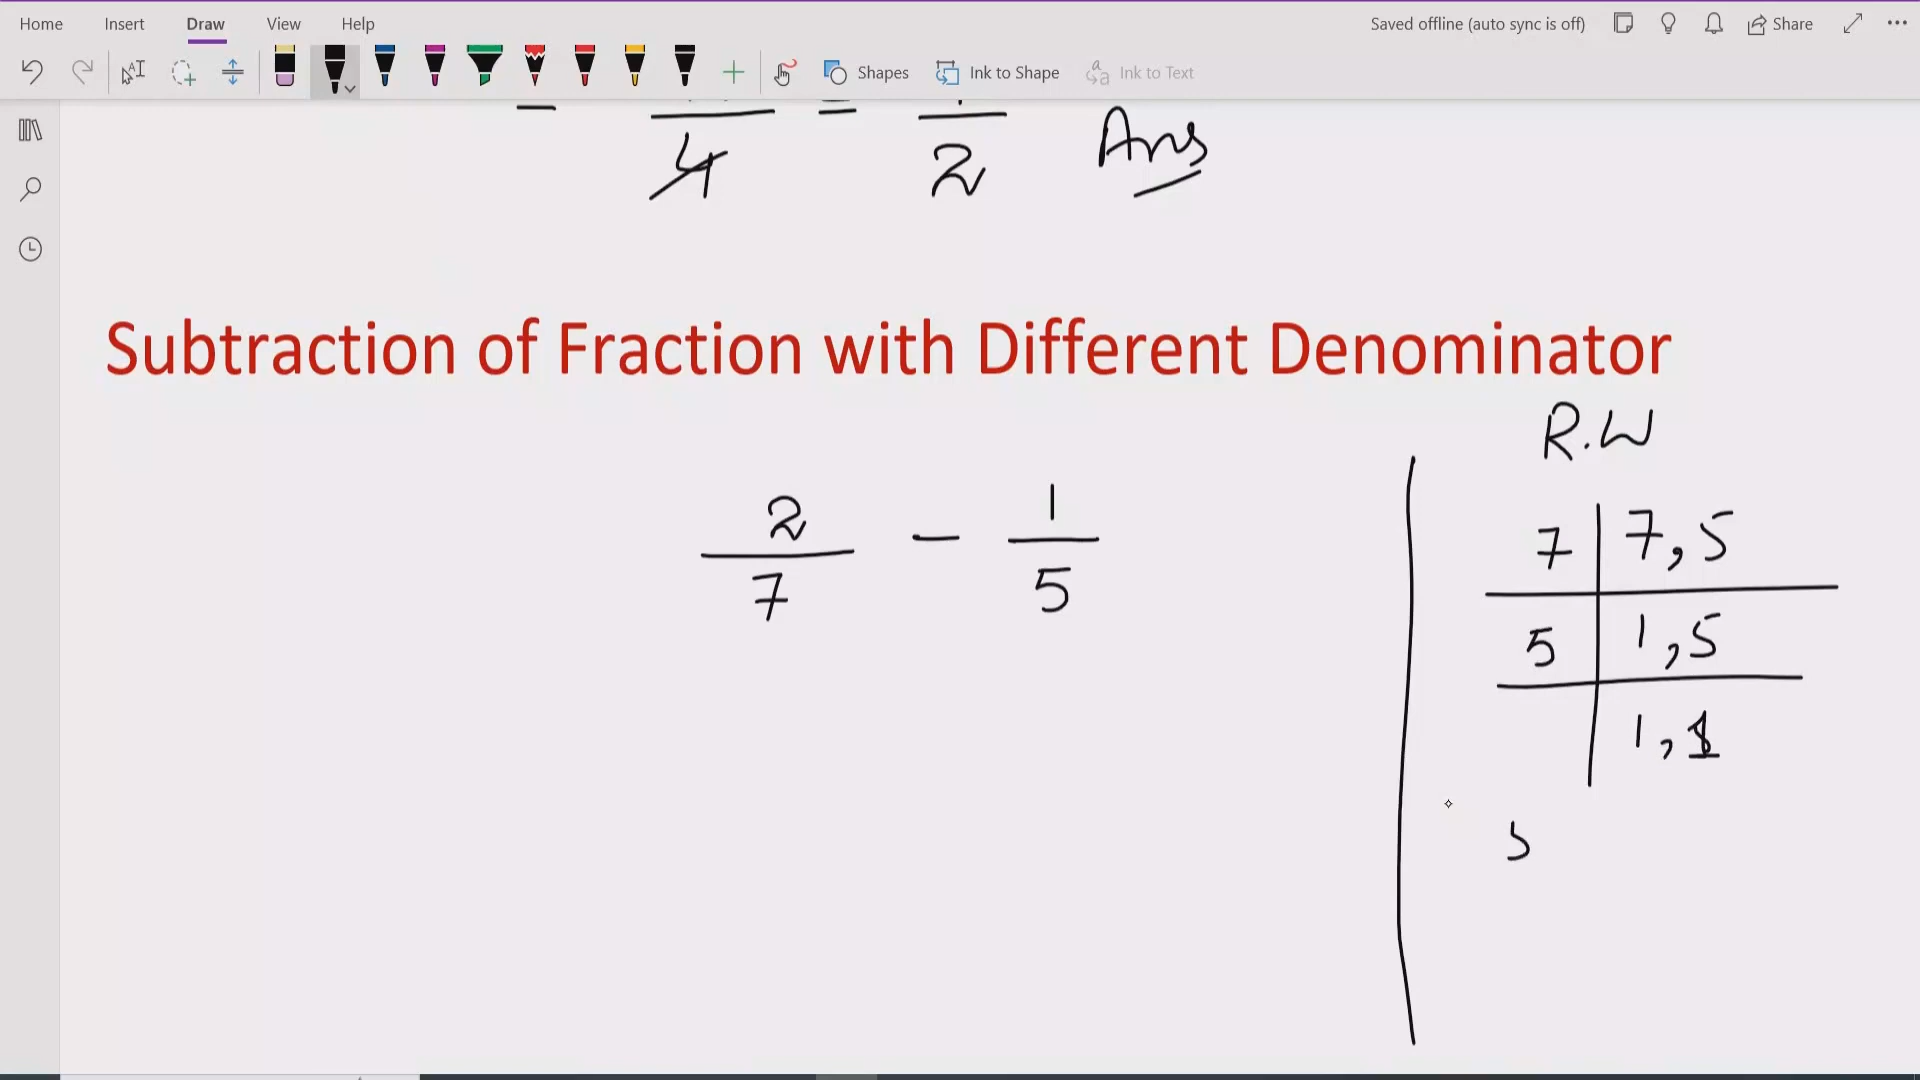 Home Insert Draw View Help Saved offline (auto sync is off) Share
Shapes Ink to Shape Ink to Text
4 2 Ans
Subtraction of Fraction with Different Denominator
R.W
2 − 1
7 5
7 7, 5
5 1, 5
1, 1
5